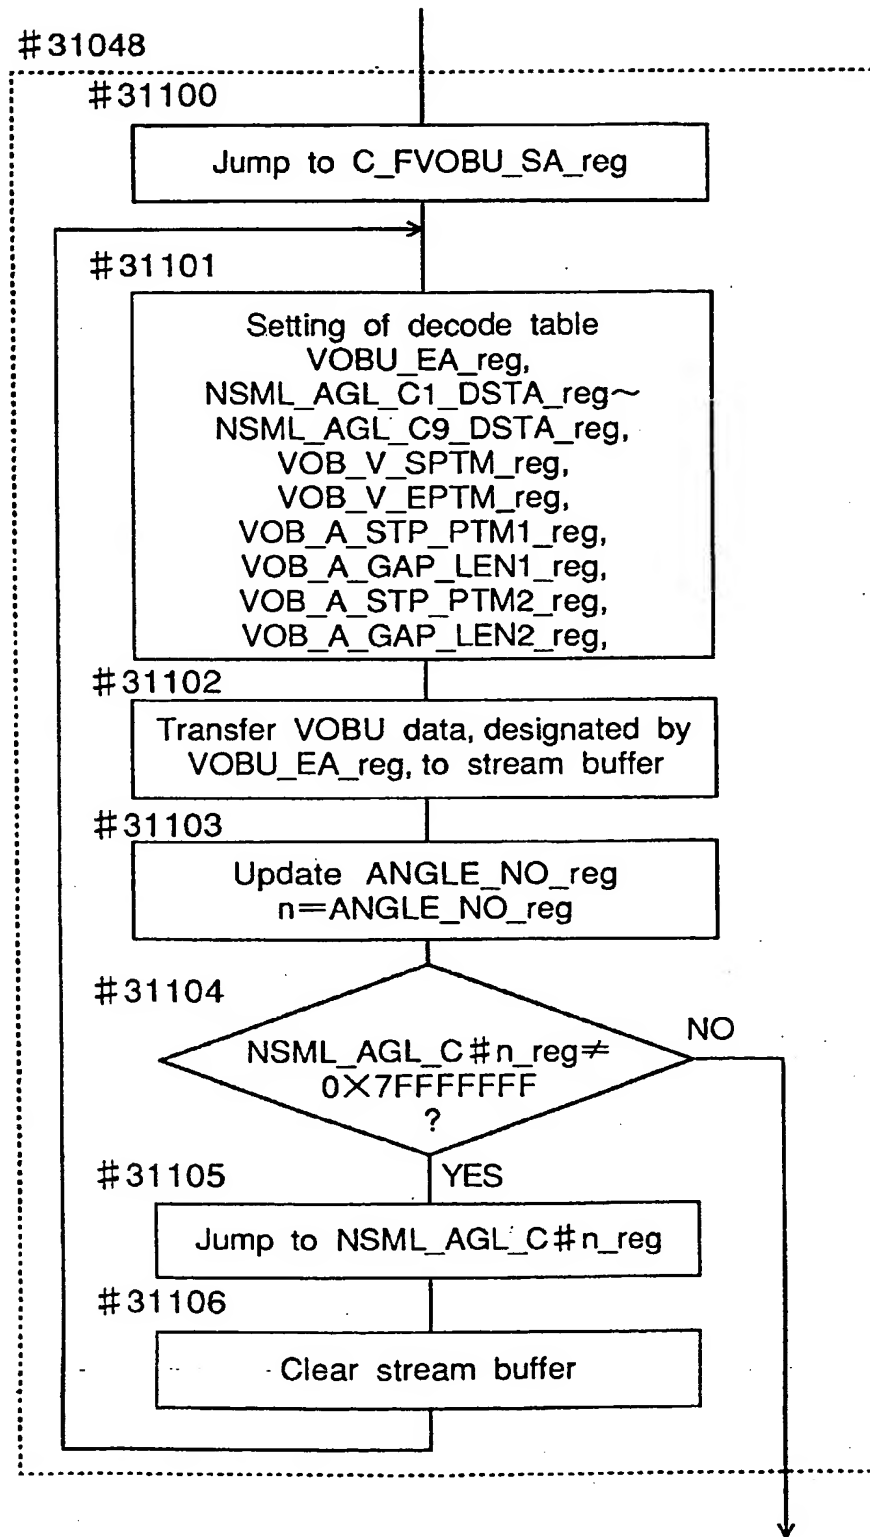 #31048
#31100
Jump to C_FVOBU_SA_reg
#31101
Setting of decode table
VOBU_EA_reg,
NSML_AGL_C1_DSTA_reg~
NSML_AGL_C9_DSTA_reg,
VOB_V_SPTM_reg,
VOB_V_EPTM_reg,
VOB_A_STP_PTM1_reg,
VOB_A_GAP_LEN1_reg,
VOB_A_STP_PTM2_reg,
VOB_A_GAP_LEN2_reg,
#31102
Transfer VOBU data, designated by
VOBU_EA_reg, to stream buffer
#31103
Update ANGLE_NO_reg
n=ANGLE_NO_reg
#31104
NSML_AGL_C#n_reg≠
0X7FFFFFFF
?
NO
YES
#31105
Jump to NSML_AGL_C#n_reg
#31106
Clear stream buffer